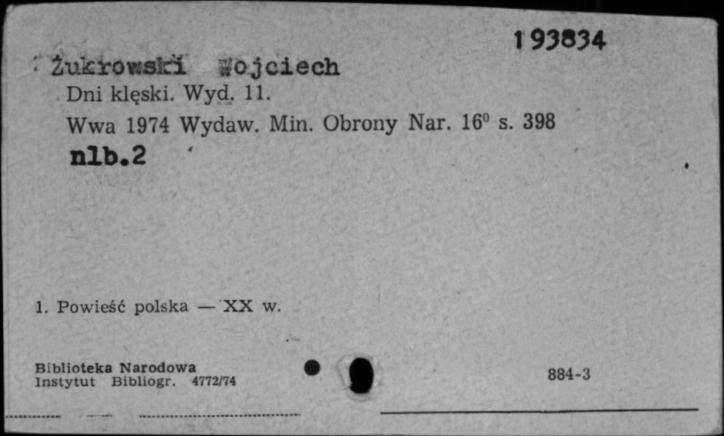 193834
Żukrowski Wojciech
Dni klęski. Wyd. 11.
Wwa 1974 Wydaw. Min. Obrony Nar. 16⁰ s. 398
nlb.2
1. Powieść polska — XX w.
Biblioteka Narodowa
Instytut Bibliogr. 4772/74
884-3